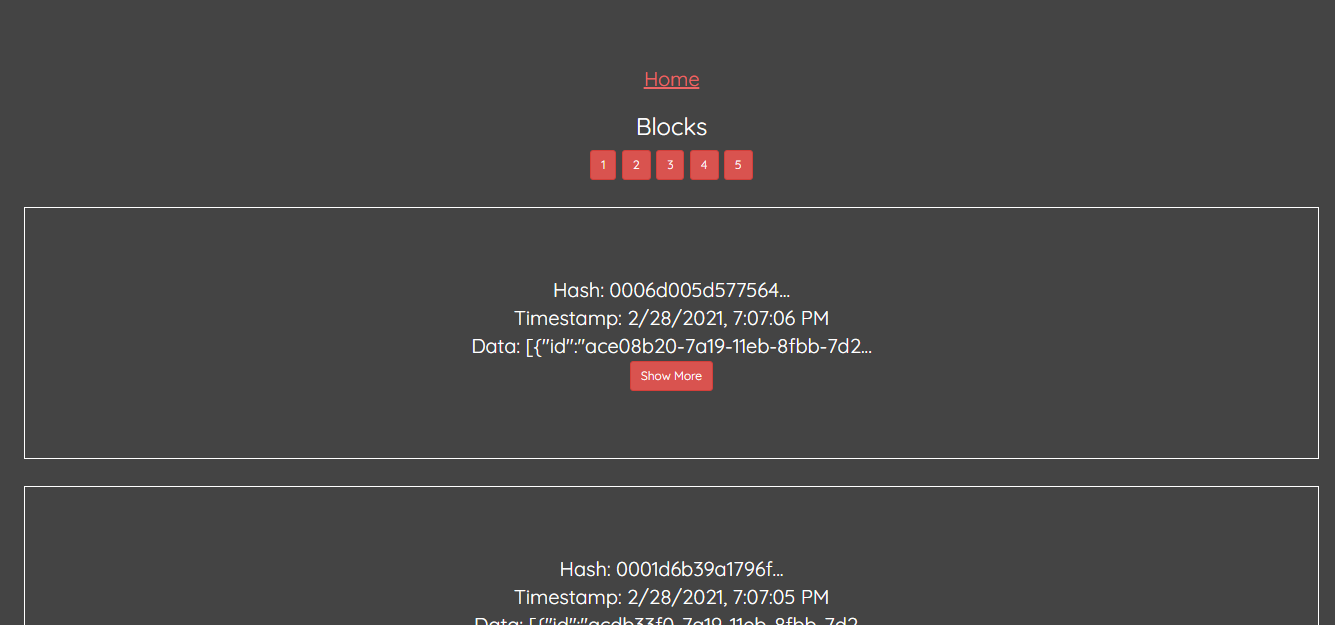 Home
Blocks
1 2 3 4 5
Hash: 0006d005d577564...
Timestamp: 2/28/2021, 7:07:06 PM
Data: [{"id":"ace08b20-7a19-11eb-8fbb-7d2...
Show More
Hash: 0001d6b39a1796f...
Timestamp: 2/28/2021, 7:07:05 PM
Data: [{"id":"acdb33f0-7a19-11eb-8fbb-7d2